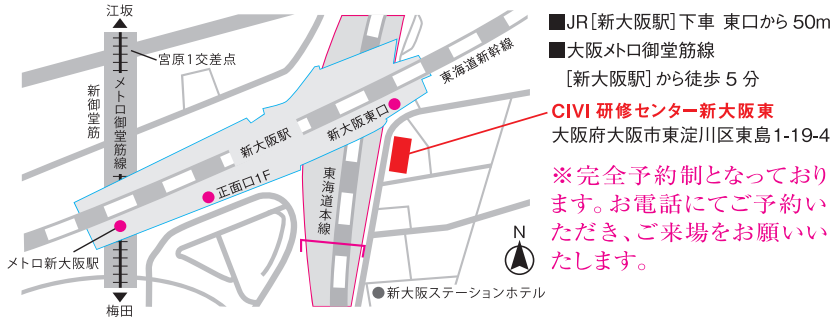 江坂
宮原1交差点
新御堂筋
メトロ御堂筋線
東海道新幹線
新大阪駅
新大阪東口
正面口1F
東海道本線
メトロ新大阪駅
梅田
N
新大阪ステーションホテル
■JR[新大阪駅]下車 東口から50m
■大阪メトロ御堂筋線
[新大阪駅]から徒歩5分
CIVI研修センター新大阪東
大阪府大阪市東淀川区東島1-19-4
※完全予約制となっており
ます。お電話にてご予約い
ただき、ご来場をお願いい
たします。